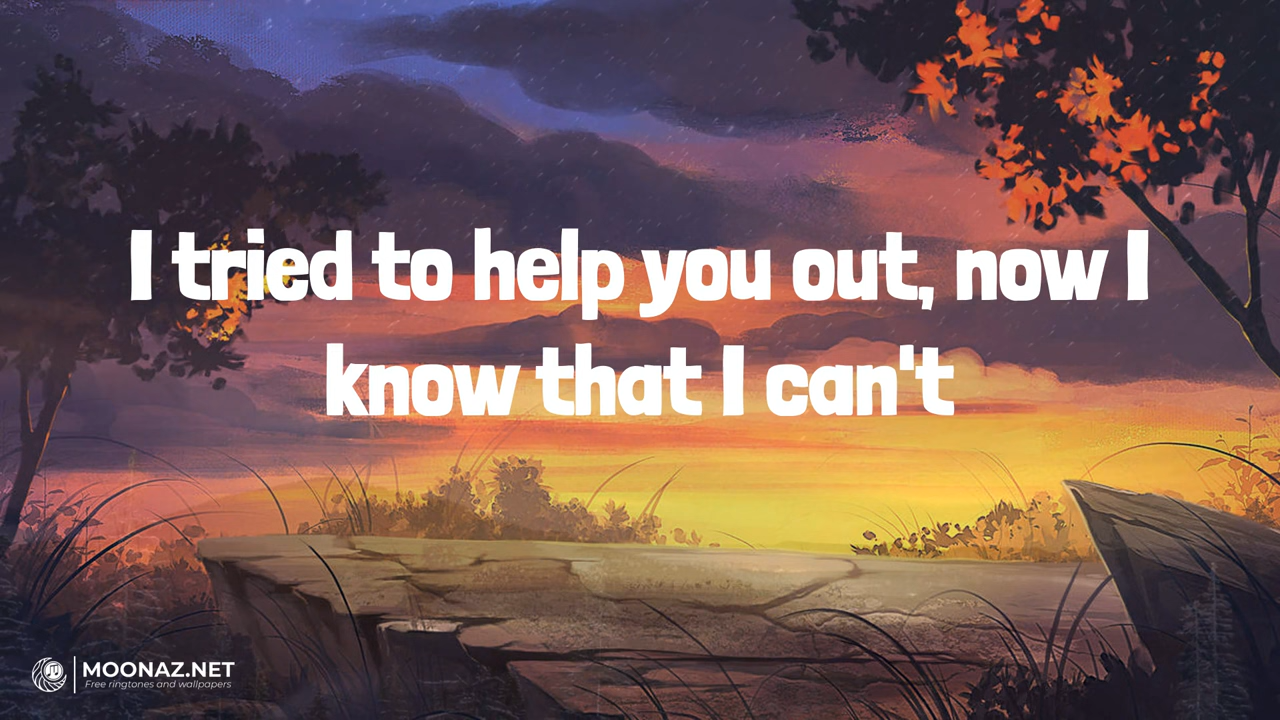 I tried to help you out, now I
know that I can't
MOONAZ.NET
Free ringtones and wallpapers